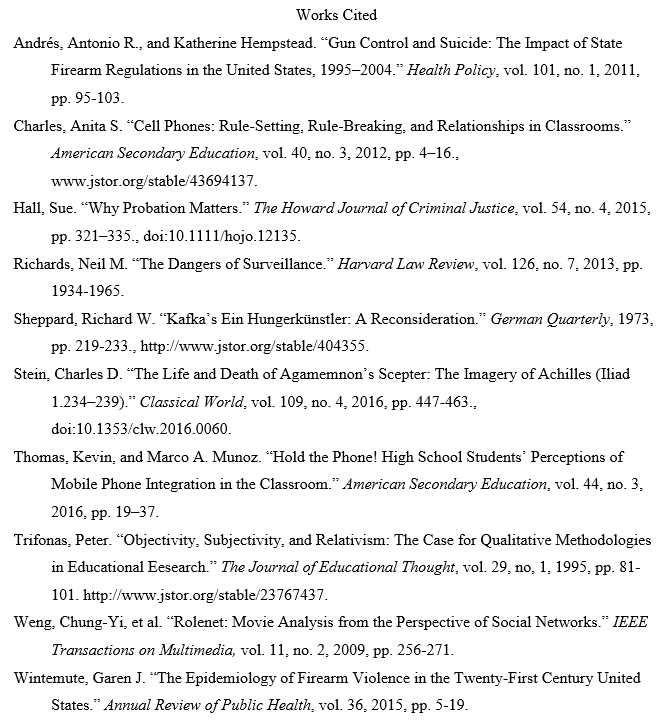 Works Cited
Andrés, Antonio R., and Katherine Hempstead. “Gun Control and Suicide: The Impact of State
Firearm Regulations in the United States, 1995–2004.” Health Policy, vol. 101, no. 1, 2011,
pp. 95-103.
Charles, Anita S. “Cell Phones: Rule-Setting, Rule-Breaking, and Relationships in Classrooms.”
American Secondary Education, vol. 40, no. 3, 2012, pp. 4–16.,
www.jstor.org/stable/43694137.
Hall, Sue. “Why Probation Matters.” The Howard Journal of Criminal Justice, vol. 54, no. 4, 2015,
pp. 321–335., doi:10.1111/hojo.12135.
Richards, Neil M. “The Dangers of Surveillance.” Harvard Law Review, vol. 126, no. 7, 2013, pp.
1934-1965.
Sheppard, Richard W. “Kafka’s Ein Hungerkünstler: A Reconsideration.” German Quarterly, 1973,
pp. 219-233., http://www.jstor.org/stable/404355.
Stein, Charles D. “The Life and Death of Agamemnon’s Scepter: The Imagery of Achilles (Iliad
1.234–239).” Classical World, vol. 109, no. 4, 2016, pp. 447-463.,
doi:10.1353/clw.2016.0060.
Thomas, Kevin, and Marco A. Munoz. “Hold the Phone! High School Students’ Perceptions of
Mobile Phone Integration in the Classroom.” American Secondary Education, vol. 44, no. 3,
2016, pp. 19–37.
Trifonas, Peter. “Objectivity, Subjectivity, and Relativism: The Case for Qualitative Methodologies
in Educational Eesearch.” The Journal of Educational Thought, vol. 29, no, 1, 1995, pp. 81-
101. http://www.jstor.org/stable/23767437.
Weng, Chung-Yi, et al. “Rolenet: Movie Analysis from the Perspective of Social Networks.” IEEE
Transactions on Multimedia, vol. 11, no. 2, 2009, pp. 256-271.
Wintemute, Garen J. “The Epidemiology of Firearm Violence in the Twenty-First Century United
States.” Annual Review of Public Health, vol. 36, 2015, pp. 5-19.